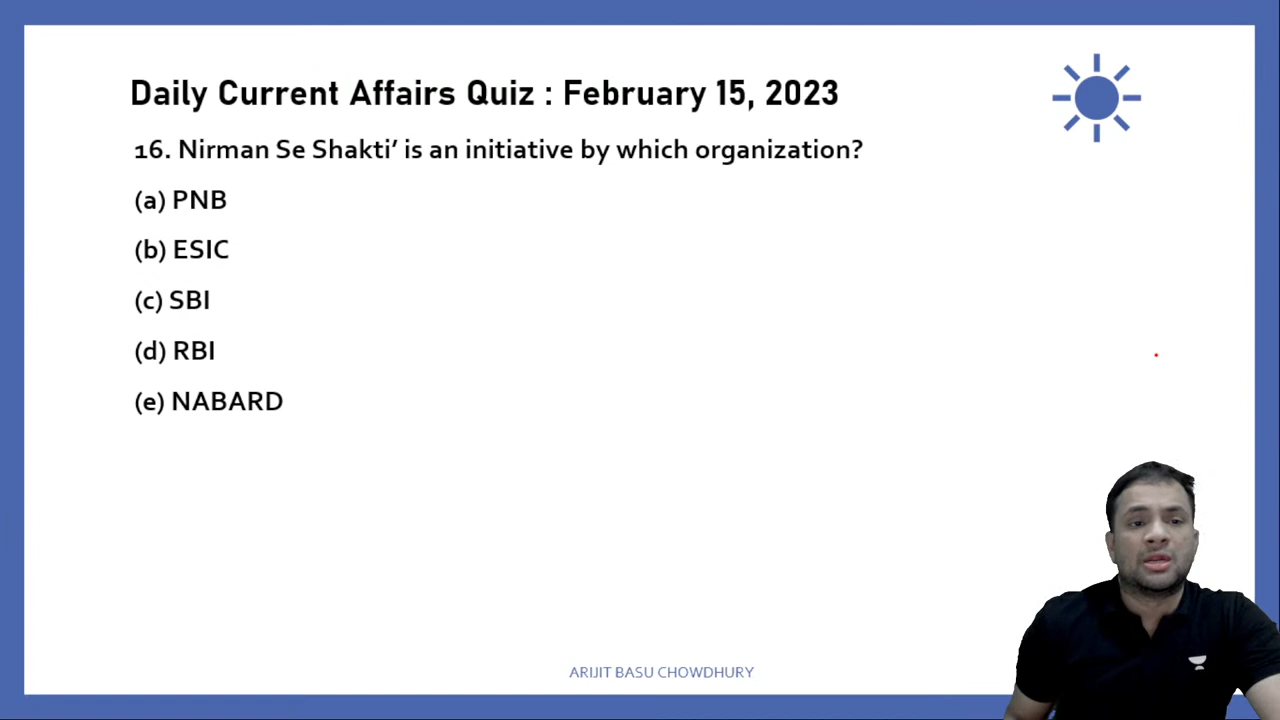 Daily Current Affairs Quiz : February 15, 2023
16. Nirman Se Shakti’ is an initiative by which organization?
(a) PNB
(b) ESIC
(c) SBI
(d) RBI
(e) NABARD
ARIJIT BASU CHOWDHURY